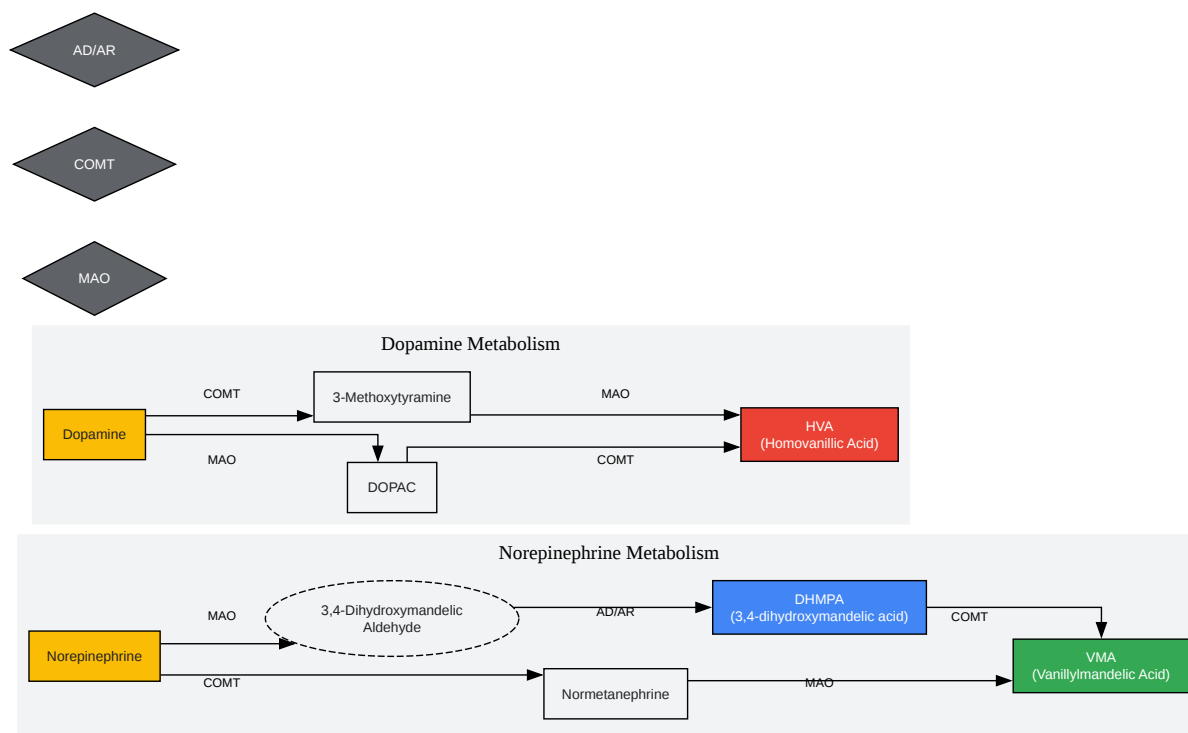 AD/AR
COMT
MAO
Dopamine Metabolism
COMT
3-Methoxytyramine
MAO
Dopamine
HVA
(Homovanillic Acid)
MAO
DOPAC
COMT
Norepinephrine Metabolism
MAO
3,4-Dihydroxymandelic
Aldehyde
AD/AR
DHMPA
(3,4-dihydroxymandelic acid)
COMT
Norepinephrine
VMA
(Vanillylmandelic Acid)
COMT
Normetanephrine
MAO